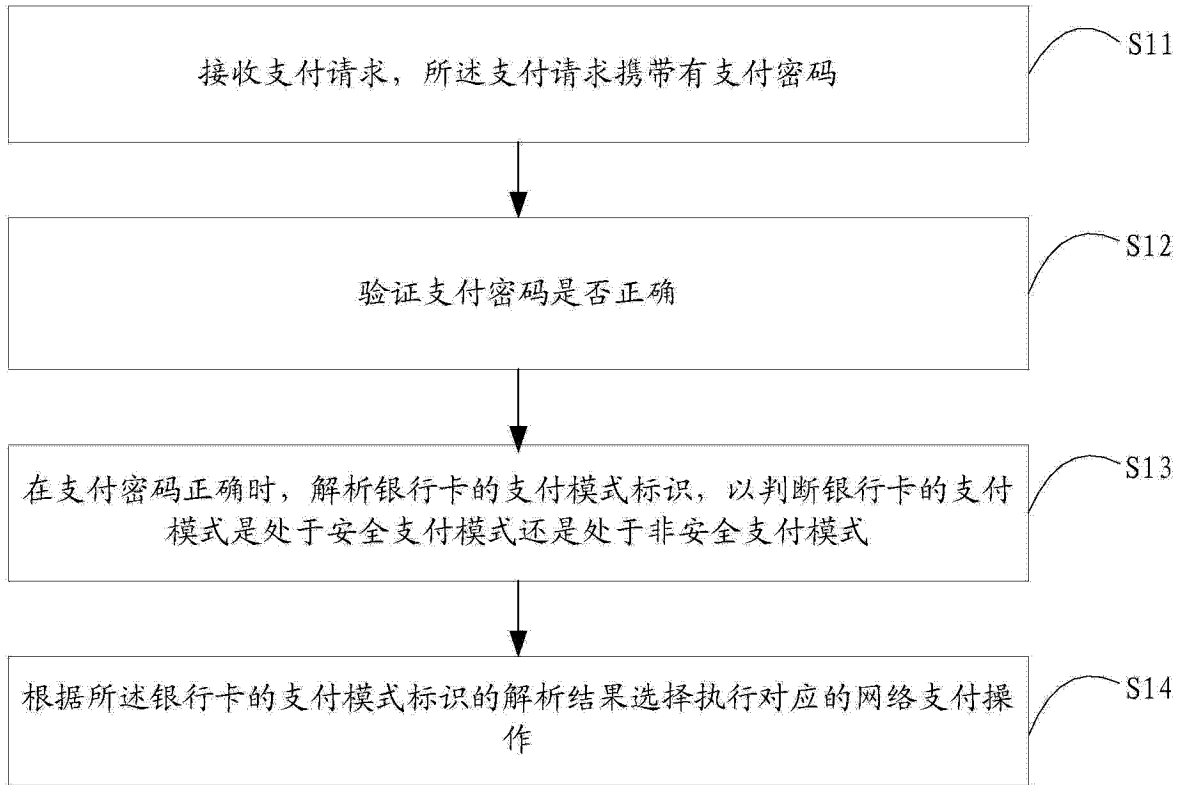 接收支付请求，所述支付请求携带有支付密码
S11
验证支付密码是否正确
S12
在支付密码正确时，解析银行卡的支付模式标识，以判断银行卡的支付
模式是处于安全支付模式还是处于非安全支付模式
S13
根据所述银行卡的支付模式标识的解析结果选择执行对应的网络支付操
作
S14